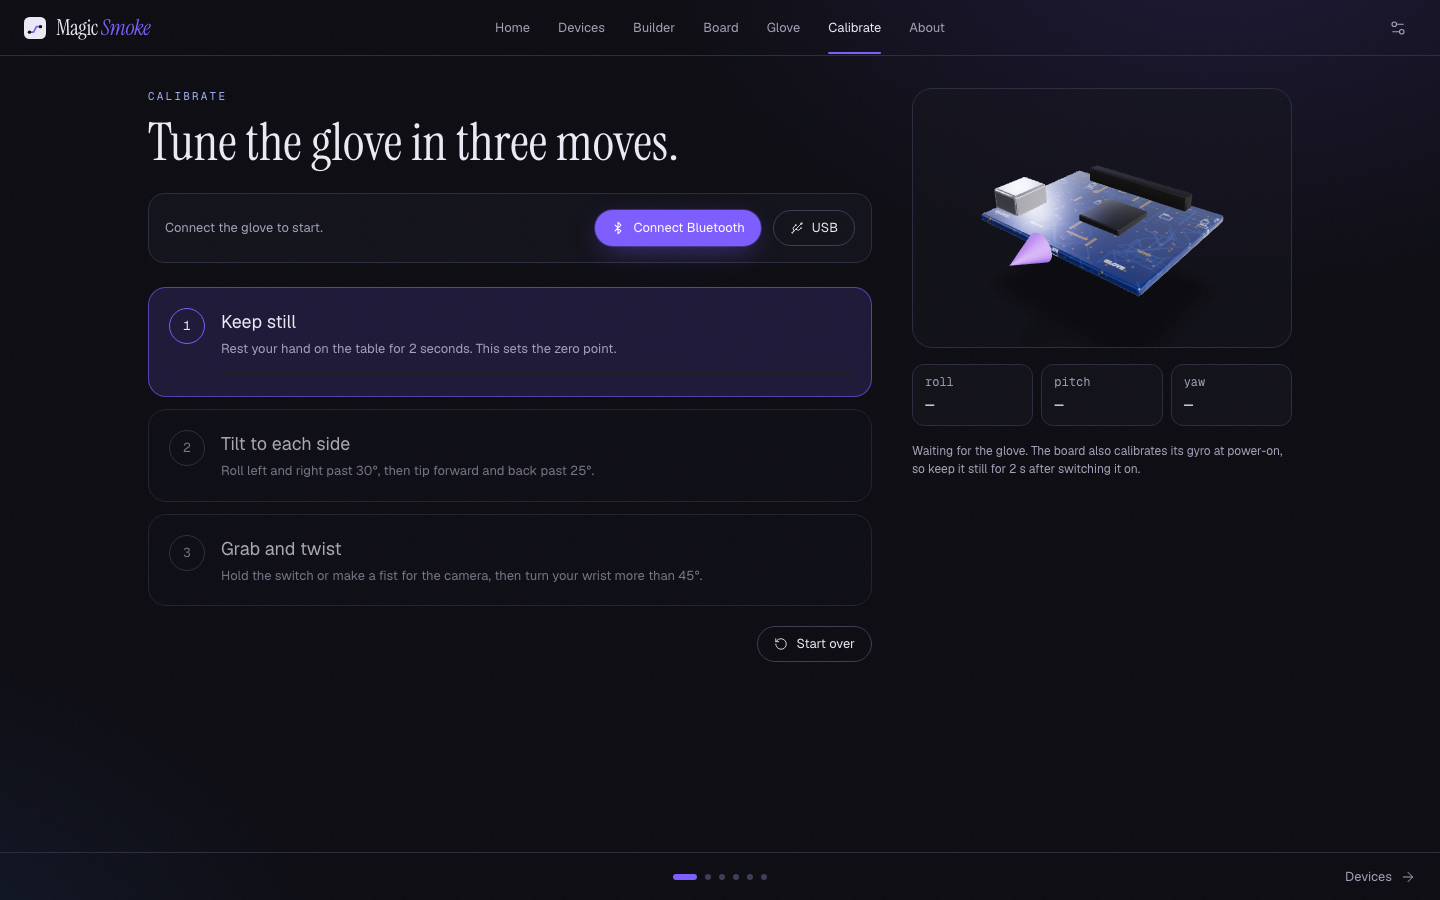 Magic Smoke
Home
Devices
Builder
Board
Glove
Calibrate
About
CALIBRATE
Tune the glove in three moves.
Connect the glove to start.
Connect Bluetooth
USB
1
Keep still
Rest your hand on the table for 2 seconds. This sets the zero point.
2
Tilt to each side
Roll left and right past 30°, then tip forward and back past 25°.
3
Grab and twist
Hold the switch or make a fist for the camera, then turn your wrist more than 45°.
Start over
GLOVE
roll
–
pitch
–
yaw
–
Waiting for the glove. The board also calibrates its gyro at power-on,
so keep it still for 2 s after switching it on.
Devices